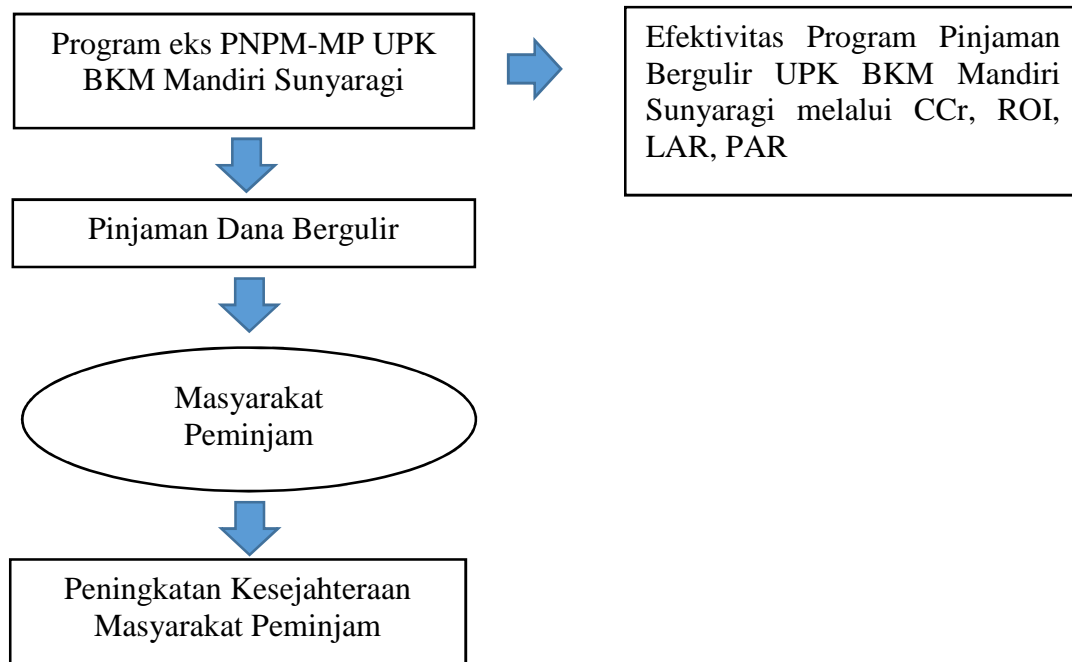 Program eks PNPM-MP UPK
BKM Mandiri Sunyaragi
Efektivitas Program Pinjaman
Bergulir UPK BKM Mandiri
Sunyaragi melalui CCr, ROI,
LAR, PAR
Pinjaman Dana Bergulir
Masyarakat
Peminjam
Peningkatan Kesejahteraan
Masyarakat Peminjam